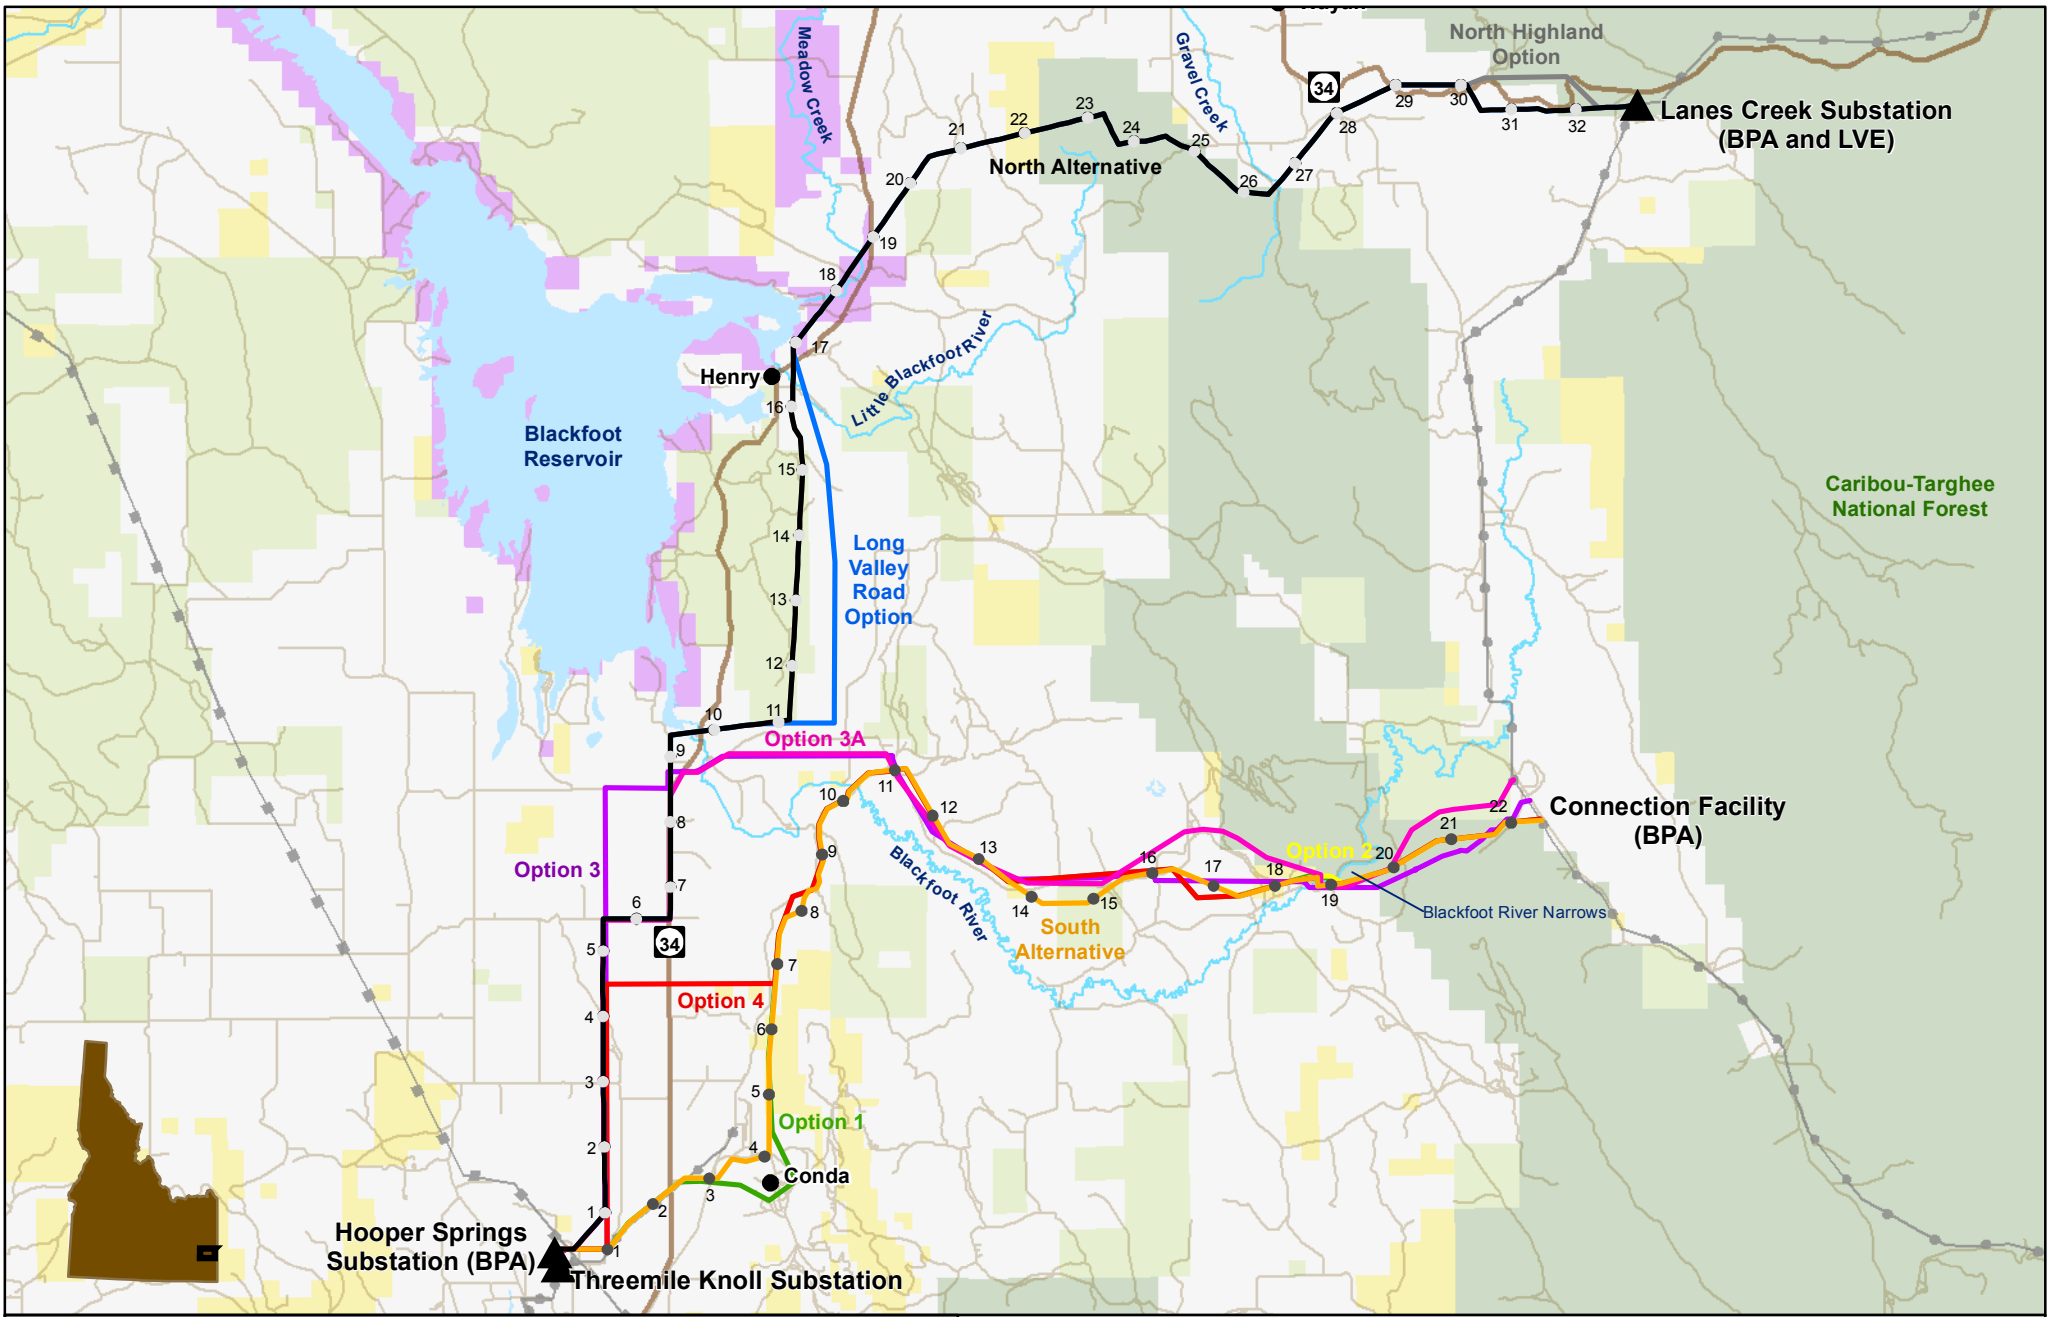 North Highland
Option
Meadow Creek
Gravel Creek
34
29
30
28
31
32
Lanes Creek Substation
(BPA and LVE)
23
22
21
24
25
North Alternative
20
26
27
19
18
17
Henry
Little Blackfoot River
16
Blackfoot
Reservoir
15
14
13
12
11
10
9
Long
Valley
Road
Option
Caribou-Targhee
National Forest
Option 3A
11
10
12
22
Connection Facility
(BPA)
8
13
21
9
Option 2
20
Option 3
7
16
17
18
19
Blackfoot River
Blackfoot River Narrows
6
8
14
15
South
Alternative
34
5
7
Option 4
4
6
3
5
Option 1
2
4
Conda
3
1
2
Hooper Springs
Substation (BPA)
1
Threemile Knoll Substation